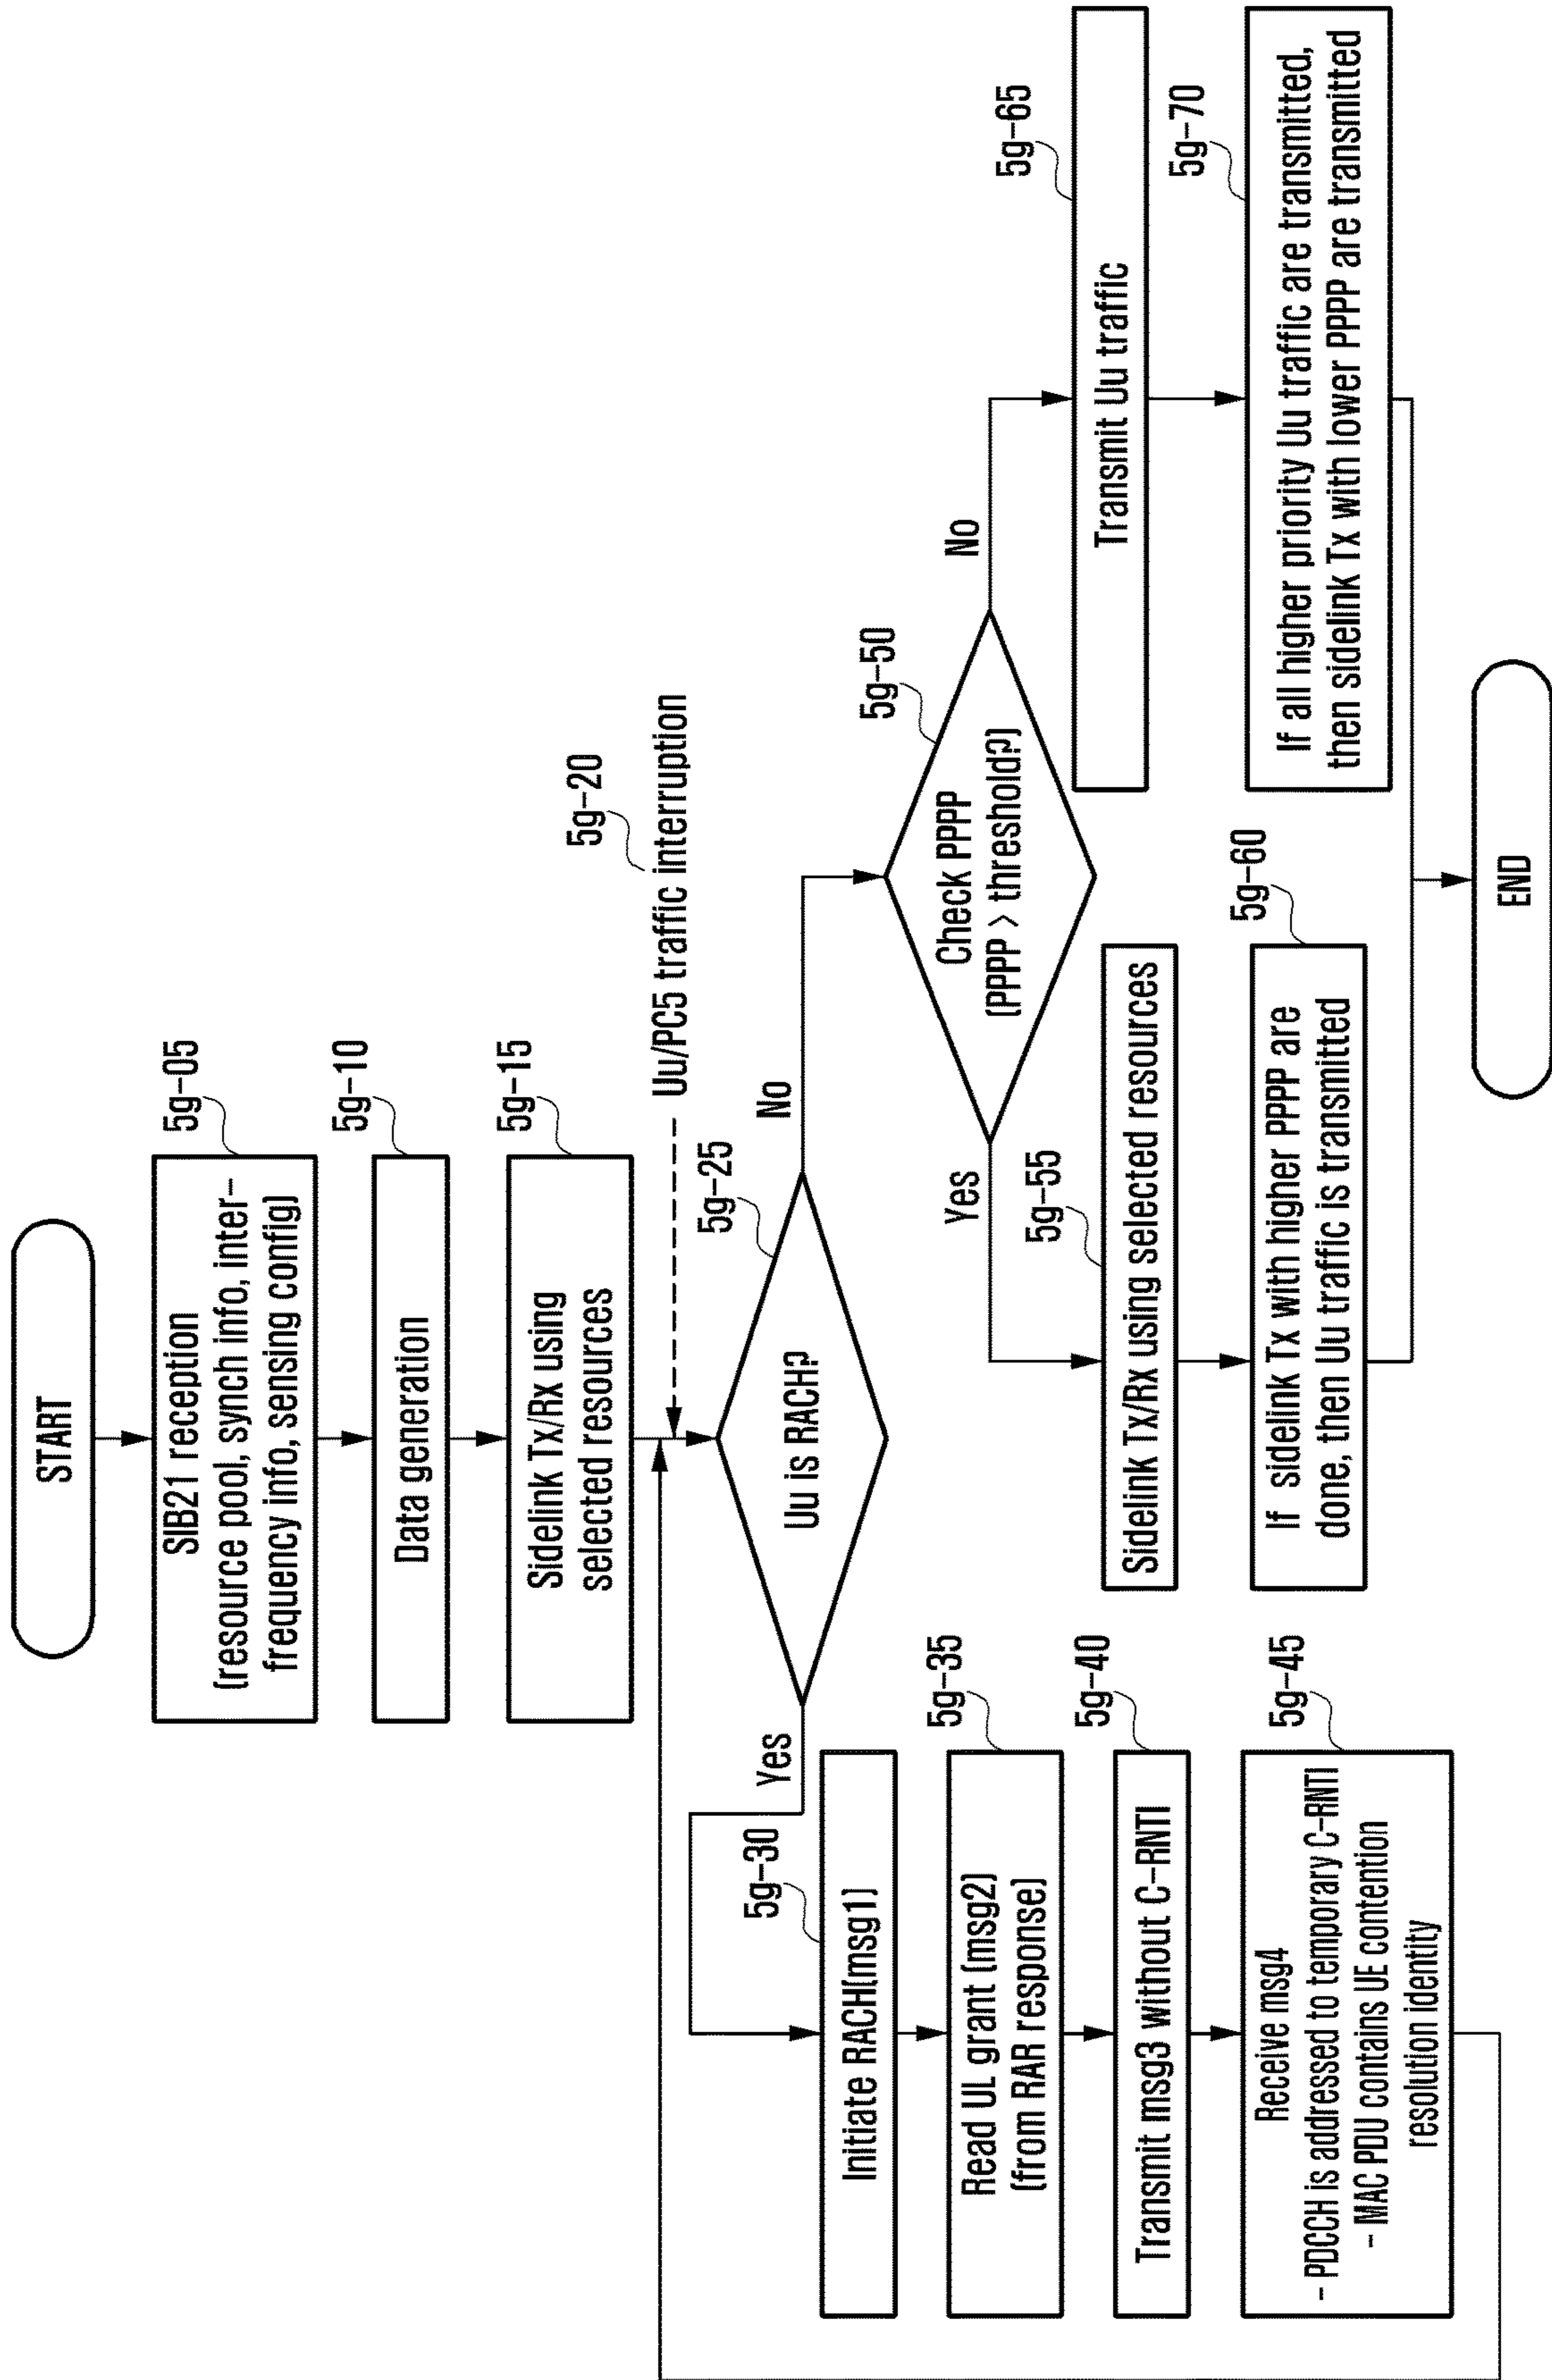 START
5g-05
SIB21 reception
(resource pool, synch info, inter-
frequency info, sensing config)
5g-10
Data generation
5g-15
Sidelink Tx/Rx using
selected resources
5g-20
Uu/PC5 traffic interruption
5g-25
Uu is RACH?
Yes
No
5g-30
Initiate RACH(msg1)
5g-35
Read UL grant (msg2)
(from RAR response)
5g-40
Transmit msg3 without C-RNTI
5g-45
Receive msg4
- PDCCH is addressed to temporary C-RNTI
- MAC PDU contains UE contention
resolution identity
5g-50
Check PPPP
(PPPP > threshold?)
Yes
No
5g-55
Sidelink Tx/Rx using selected resources
5g-60
If sidelink Tx with higher PPPP are
done, then Uu traffic is transmitted
5g-65
Transmit Uu traffic
5g-70
If all higher priority Uu traffic are transmitted,
then sidelink Tx with lower PPPP are transmitted
END